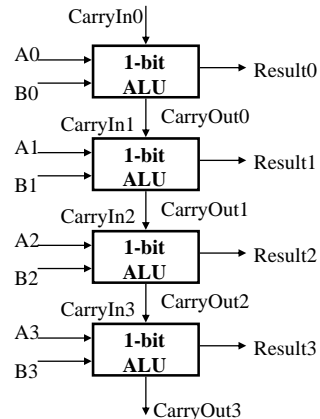 CarryIn0
A0
1-bit
Result0
B0
ALU
CarryIn1
CarryOut0
A1
1-bit
Result1
B1
ALU
CarryIn2
CarryOut1
A2
1-bit
Result2
B2
ALU
CarryIn3
CarryOut2
A3
1-bit
Result3
B3
ALU
CarryOut3